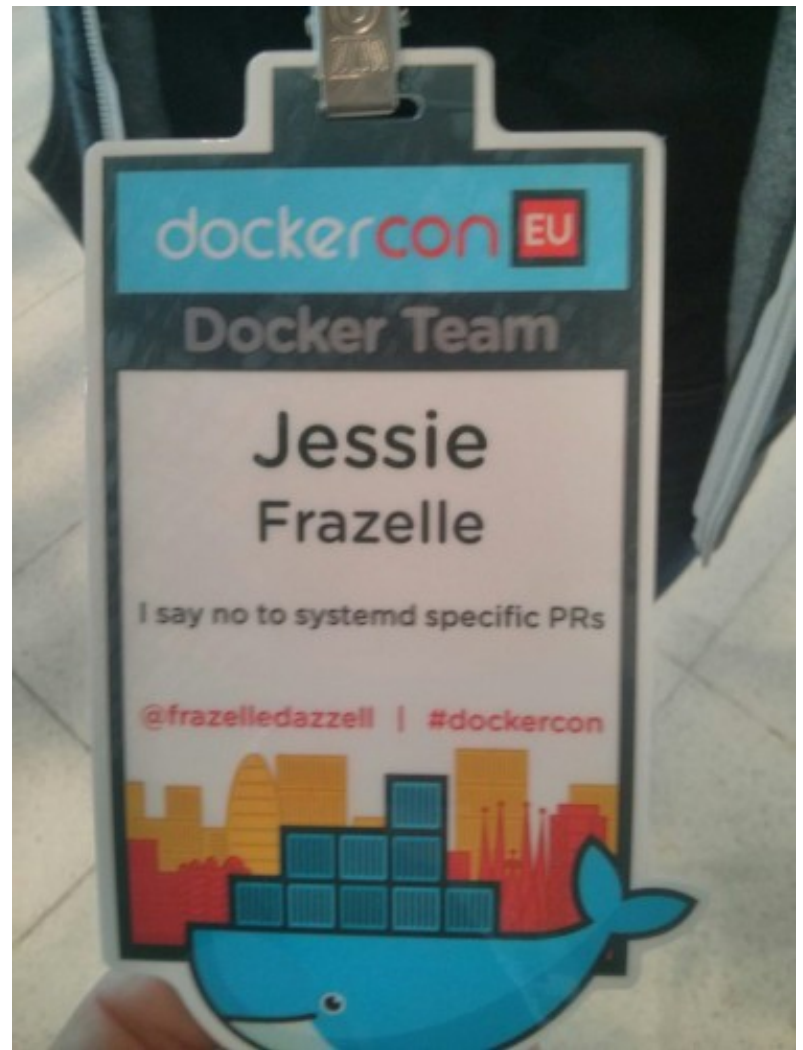 dockercon EU
Docker Team
Jessie
Frazelle
I say no to systemd specific PRs
@frazelledazzell | #dockercon